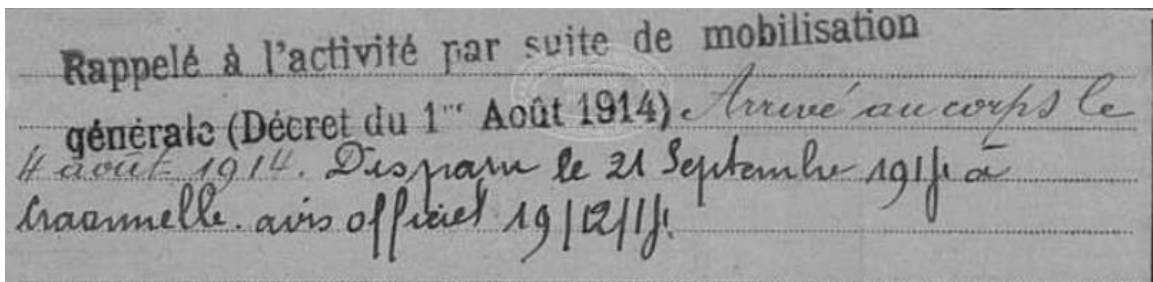 Rappelé à l'activité par suite de mobilisation
générale (Décret du 1er Août 1914) Arrivé au corps le
4 août 1914. Disparu le 21 Septembre 1914 à
Craonnelle. avis officiel 19/12/14.